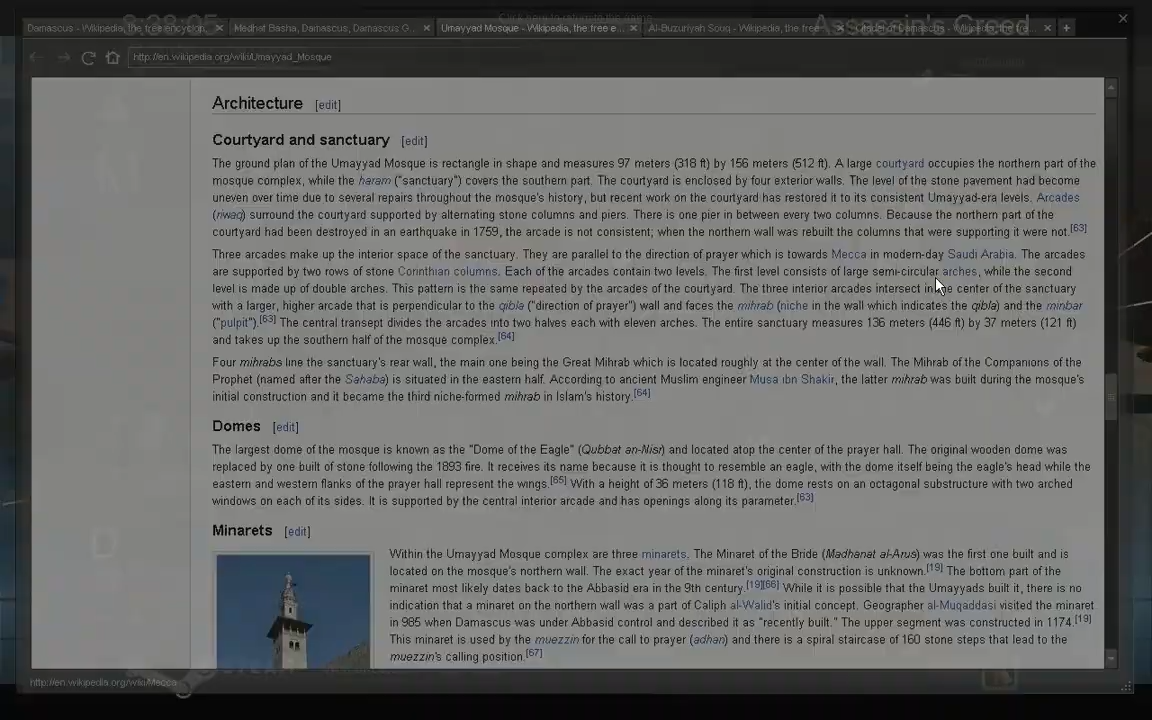 8:28:05
Click here to return to the game
Assassin's Creed
Damascus - Wikipedia, the free encyclon...
Medhat Basha, Damascus, Damascus G...
Umayyad Mosque - Wikipedia, the free e...
Al-Buzuriyah Souq - Wikipedia, the free
Citadel of Damascus - Wikipedia, the fre...
http://en.wikipedia.org/wiki/Umayyad_Mosque
Architecture [edit]
Courtyard and sanctuary [edit]
The ground plan of the Umayyad Mosque is rectangle in shape and measures 97 meters (318 ft) by 156 meters (512 ft). A large courtyard occupies the northern part of the
mosque complex, while the haram ("sanctuary") covers the southern part. The courtyard is enclosed by four exterior walls. The level of the stone pavement had become
uneven over time due to several repairs throughout the mosque's history, but recent work on the courtyard has restored it to its consistent Umayyad-era levels. Arcades
(riwaq) surround the courtyard supported by alternating stone columns and piers. There is one pier in between every two columns. Because the northern part of the
courtyard had been destroyed in an earthquake in 1759, the arcade is not consistent; when the northern wall was rebuilt the columns that were supporting it were not.[63]
Three arcades make up the interior space of the sanctuary. They are parallel to the direction of prayer which is towards Mecca in modern-day Saudi Arabia. The arcades
are supported by two rows of stone Corinthian columns. Each of the arcades contain two levels. The first level consists of large semi-circular arches, while the second
level is made up of double arches. This pattern is the same repeated by the arcades of the courtyard. The three interior arcades intersect in the center of the sanctuary
with a larger, higher arcade that is perpendicular to the qibla ("direction of prayer") wall and faces the mihrab (niche in the wall which indicates the qibla) and the minbar
("pulpit").[63] The central transept divides the arcades into two halves each with eleven arches. The entire sanctuary measures 136 meters (446 ft) by 37 meters (121 ft)
and takes up the southern half of the mosque complex.[64]
Four mihrabs line the sanctuary's rear wall, the main one being the Great Mihrab which is located roughly at the center of the wall. The Mihrab of the Companions of the
Prophet (named after the Sahaba) is situated in the eastern half. According to ancient Muslim engineer Musa ibn Shakir, the latter mihrab was built during the mosque's
initial construction and it became the third niche-formed mihrab in Islam's history.[64]
Domes [edit]
The largest dome of the mosque is known as the "Dome of the Eagle" (Qubbat an-Nisr) and located atop the center of the prayer hall. The original wooden dome was
replaced by one built of stone following the 1893 fire. It receives its name because it is thought to resemble an eagle, with the dome itself being the eagle's head while the
eastern and western flanks of the prayer hall represent the wings.[65] With a height of 36 meters (118 ft), the dome rests on an octagonal substructure with two arched
windows on each of its sides. It is supported by the central interior arcade and has openings along its parameter.[63]
Minarets [edit]
Within the Umayyad Mosque complex are three minarets. The Minaret of the Bride (Madhanat al-Arus) was the first one built and is
located on the mosque's northern wall. The exact year of the minaret's original construction is unknown.[19] The bottom part of the
minaret most likely dates back to the Abbasid era in the 9th century.[19][66] While it is possible that the Umayyads built it, there is no
indication that a minaret on the northern wall was a part of Caliph al-Walid's initial concept. Geographer al-Muqaddasi visited the minaret
in 985 when Damascus was under Abbasid control and described it as "recently built." The upper segment was constructed in 1174.[19]
This minaret is used by the muezzin for the call to prayer (adhan) and there is a spiral staircase of 160 stone steps that lead to the
muezzin's calling position.[67]
http://en.wikipedia.org/wiki/Mecca